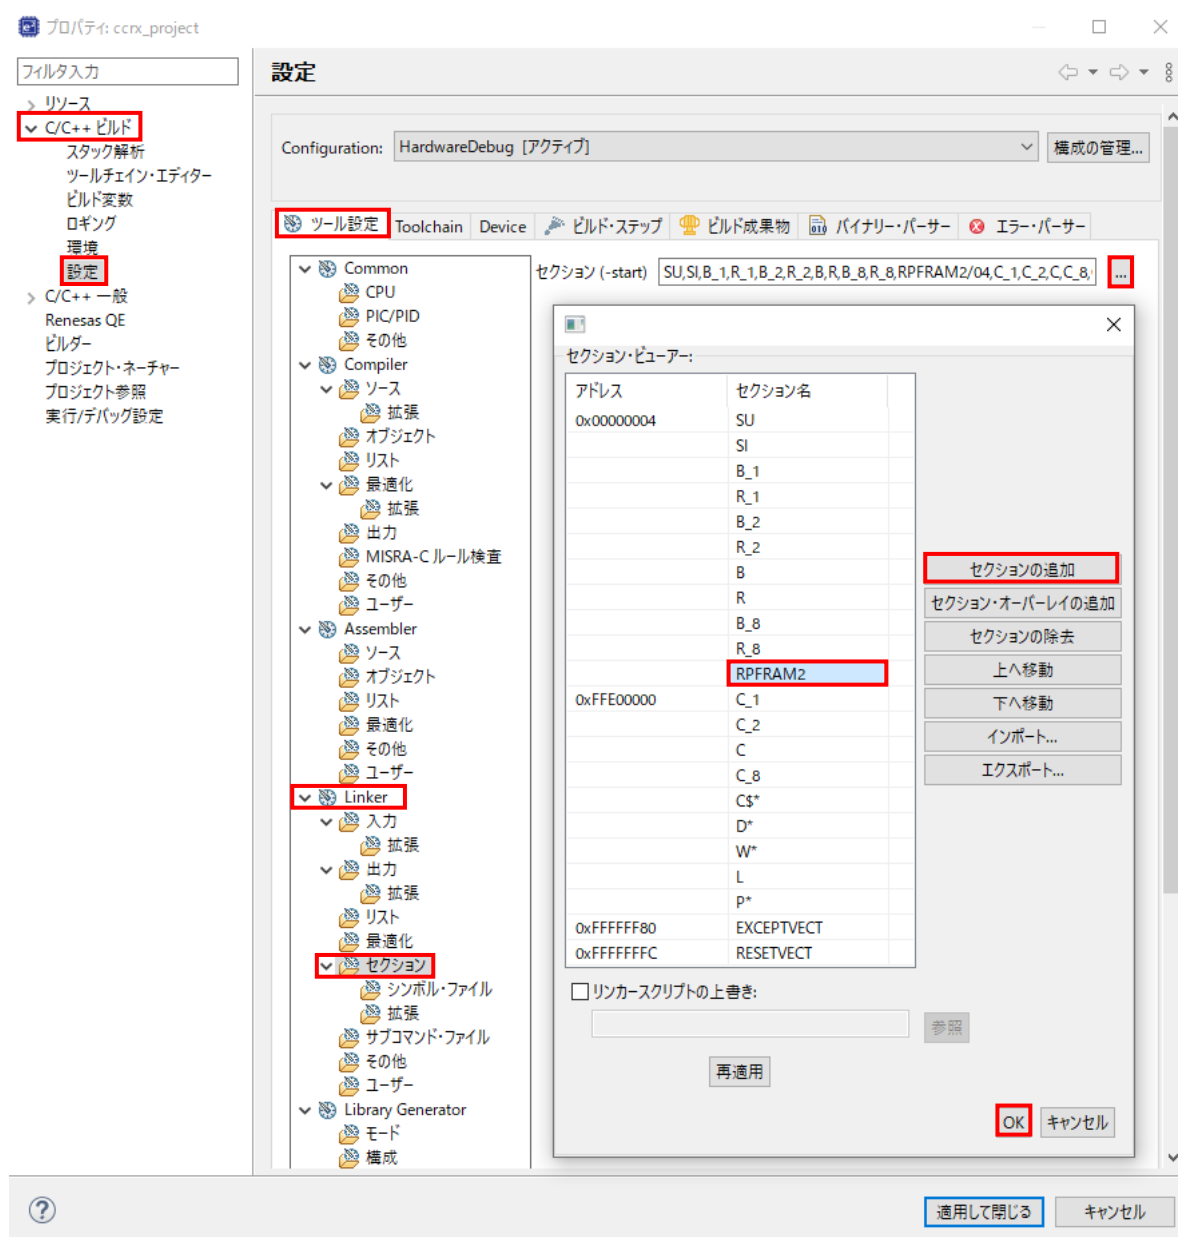 プロパティ: ccrx_project
フィルタ入力
リソース
C/C++ ビルド
スタック解析
ツールチェイン・エディター
ビルド変数
ロギング
環境
設定
C/C++ 一般
Renesas QE
ビルダー
プロジェクト・ネーチャー
プロジェクト参照
実行/デバッグ設定
設定
Configuration: HardwareDebug [アクティブ] 構成の管理...
ツール設定 Toolchain Device ビルド・ステップ ビルド成果物 バイナリー・パーサー エラー・パーサー
Common
CPU
PIC/PID
その他
Compiler
ソース
拡張
オブジェクト
リスト
最適化
拡張
出力
MISRA-C ルール検査
その他
ユーザー
Assembler
ソース
オブジェクト
リスト
最適化
その他
ユーザー
Linker
入力
拡張
出力
拡張
リスト
最適化
セクション
シンボル・ファイル
拡張
サブコマンド・ファイル
その他
ユーザー
Library Generator
モード
構成
セクション (-start) SU,SI,B_1,R_1,B_2,R_2,B,R,B_8,R_8,RPFRAM2/04,C_1,C_2,C,C_8, ...
セクション・ビューアー:
アドレス セクション名
0x00000004 SU
SI
B_1
R_1
B_2
R_2
B
R
B_8
R_8
RPFRAM2
0xFFE00000 C_1
C_2
C
C_8
C$*
D*
W*
L
P*
0xFFFFFF80 EXCEPTVECT
0xFFFFFFFC RESETVECT
セクションの追加
セクション・オーバーレイの追加
セクションの除去
上へ移動
下へ移動
インポート...
エクスポート...
リンカースクリプトの上書き:
参照
再適用
OK キャンセル
適用して閉じる キャンセル